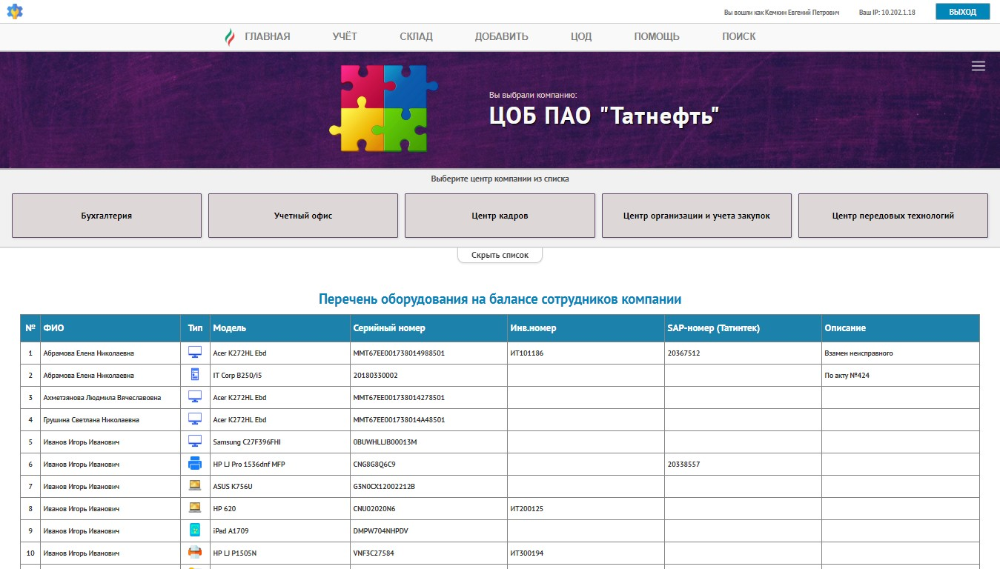 Вы вошли как Кемкин Евгений Петрович Ваш IP: 10.202.1.18 ВЫХОД
ГЛАВНАЯ УЧЁТ СКЛАД ДОБАВИТЬ ЦОД ПОМОЩЬ ПОИСК
Вы выбрали компанию:
ЦОБ ПАО "Татнефть"
Выберите центр компании из списка
Бухгалтерия Учетный офис Центр кадров Центр организации и учета закупок Центр передовых технологий
Скрыть список
Перечень оборудования на балансе сотрудников компании
№ ФИО Тип Модель Серийный номер Инв.номер SAP-номер (Татинтек) Описание
1 Абрамова Елена Николаевна Acer K272HL Ebd MMT67EE001738014988501 ИТ101186 20367512 Взамен неисправного
2 Абрамова Елена Николаевна IT Corp B250/i5 20180330002 По акту №424
3 Ахметзянова Людмила Вячеславовна Acer K272HL Ebd MMT67EE001738014278501
4 Грушина Светлана Николаевна Acer K272HL Ebd MMT67EE001738014A48501
5 Иванов Игорь Иванович Samsung C27F396FHI 0BUWHLLJB00013M
6 Иванов Игорь Иванович HP LJ Pro 1536dnf MFP CNG8G8Q6C9 20338557
7 Иванов Игорь Иванович ASUS K756U G3N0CX12002212B
8 Иванов Игорь Иванович HP 620 CNU02020N6 ИТ200125
9 Иванов Игорь Иванович iPad A1709 DMPW704NHPDV
10 Иванов Игорь Иванович HP LJ P1505N VNF3C27584 ИТ300194